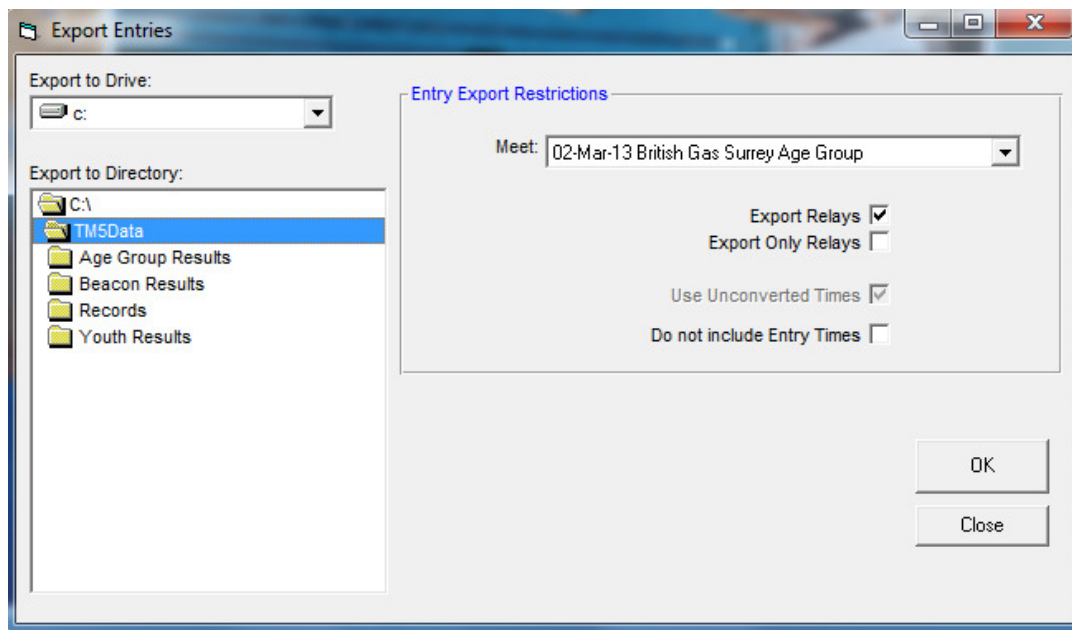 Export Entries
Export to Drive:
c:
Export to Directory:
C:\
TM5Data
Age Group Results
Beacon Results
Records
Youth Results
Entry Export Restrictions
Meet: 02-Mar-13 British Gas Surrey Age Group
Export Relays
Export Only Relays
Use Unconverted Times
Do not include Entry Times
OK
Close